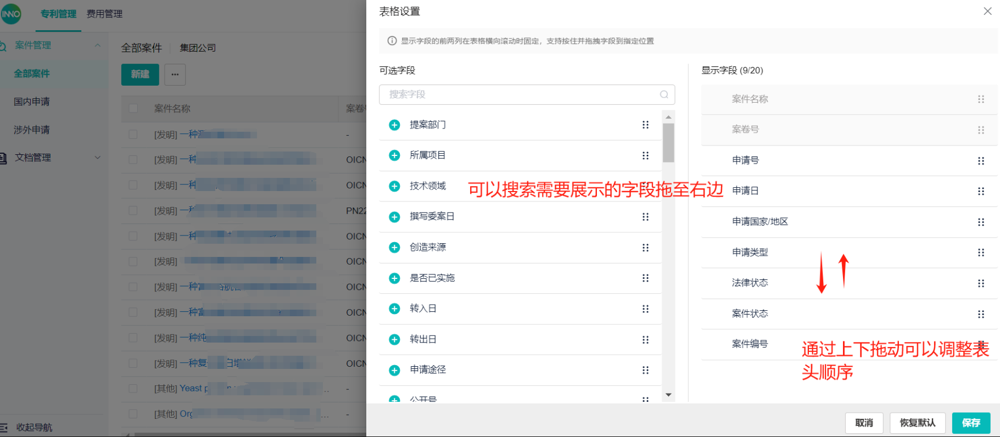 INNO
专利管理
费用管理
案件管理
全部案件
国内申请
涉外申请
文档管理
收起导航
全部案件
集团公司
新建
...
案件名称
案卷
[发明] 一种
-
[发明] 一种
OICN
[发明] 一种
OICN
[发明] 一种
PN22
[发明] 一种
OICN
[发明]
OICN
[发明] 一种
OICN
[发明] 一种
OICN
[发明] 一种纯
OICN
[发明] 一种复
OICN
[其他] Yeast
...
-
[其他] Org
...
-
表格设置
显示字段的前两列在表格横向滚动时固定，支持按住并拖拽字段到指定位置
可选字段
搜索字段
提案部门
所属项目
技术领域
撰写委案日
创造来源
是否已实施
转入日
转出日
申请途径
公开号
可以搜索需要展示的字段拖至右边
显示字段 (9/20)
案件名称
案卷号
申请号
申请日
申请国家/地区
申请类型
法律状态
案件状态
案件编号
通过上下拖动可以调整表
头顺序
取消
恢复默认
保存